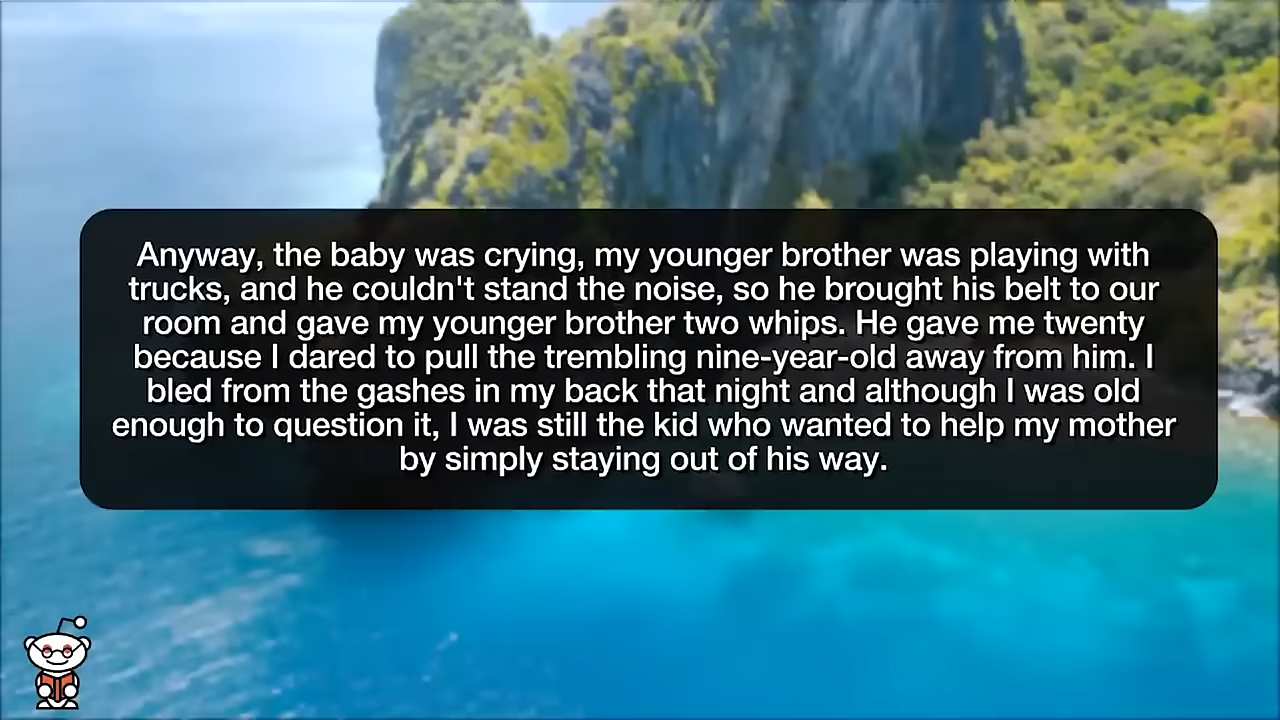 Anyway, the baby was crying, my younger brother was playing with
trucks, and he couldn't stand the noise, so he brought his belt to our
room and gave my younger brother two whips. He gave me twenty
because I dared to pull the trembling nine-year-old away from him. I
bled from the gashes in my back that night and although I was old
enough to question it, I was still the kid who wanted to help my mother
by simply staying out of his way.